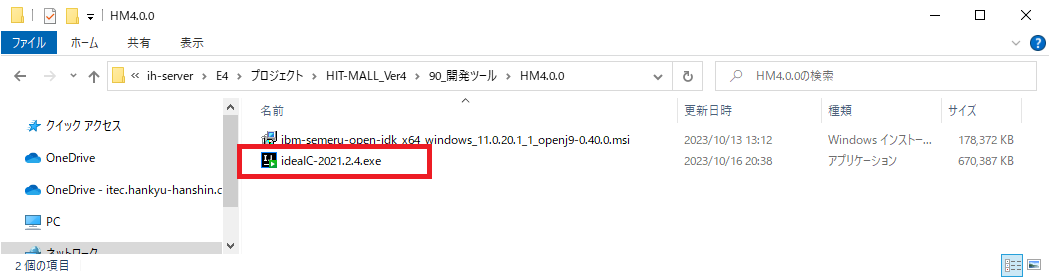 HM4.0.0
ファイル ホーム 共有 表示
« ih-server > E4 > プロジェクト > HIT-MALL_Ver4 > 90_開発ツール > HM4.0.0 HM4.0.0の検索
名前 更新日時 種類 サイズ
クイック アクセス
ibm-semeru-open-jdk_x64_windows_11.0.20.1_1_openj9-0.40.0.msi 2023/10/13 13:12 Windows インストー... 178,372 KB
OneDrive ideaIC-2021.2.4.exe 2023/10/16 20:38 アプリケーション 670,387 KB
OneDrive - itec.hankyu-hanshin.c
PC
ネットワーク
2 個の項目